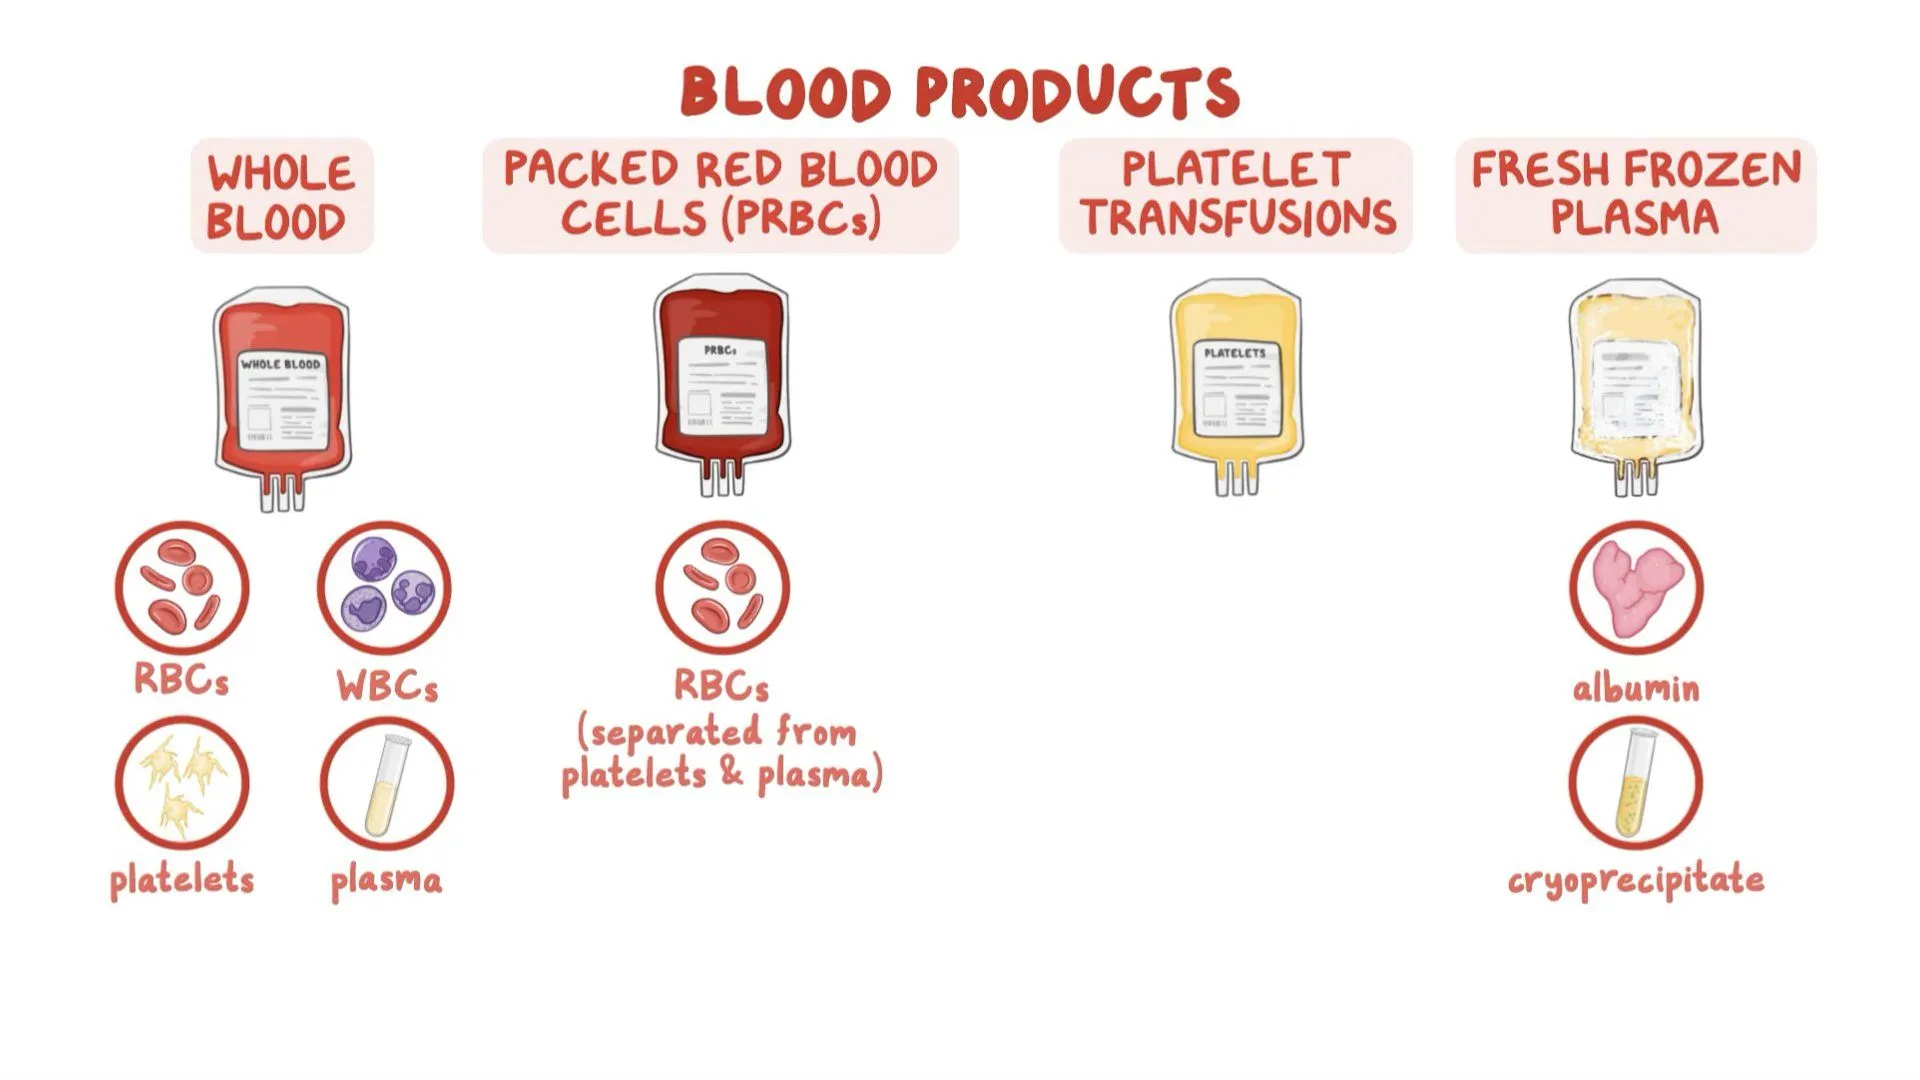 BLOOD PRODUCTS
WHOLE
BLOOD
PACKED RED BLOOD
CELLS (PRBCs)
PLATELET
TRANSFUSIONS
FRESH FROZEN
PLASMA
WHOLE BLOOD
PRBCs
PLATELETS
RBCs
WBCs
platelets
plasma
RBCs
(separated from
platelets & plasma)
albumin
cryoprecipitate